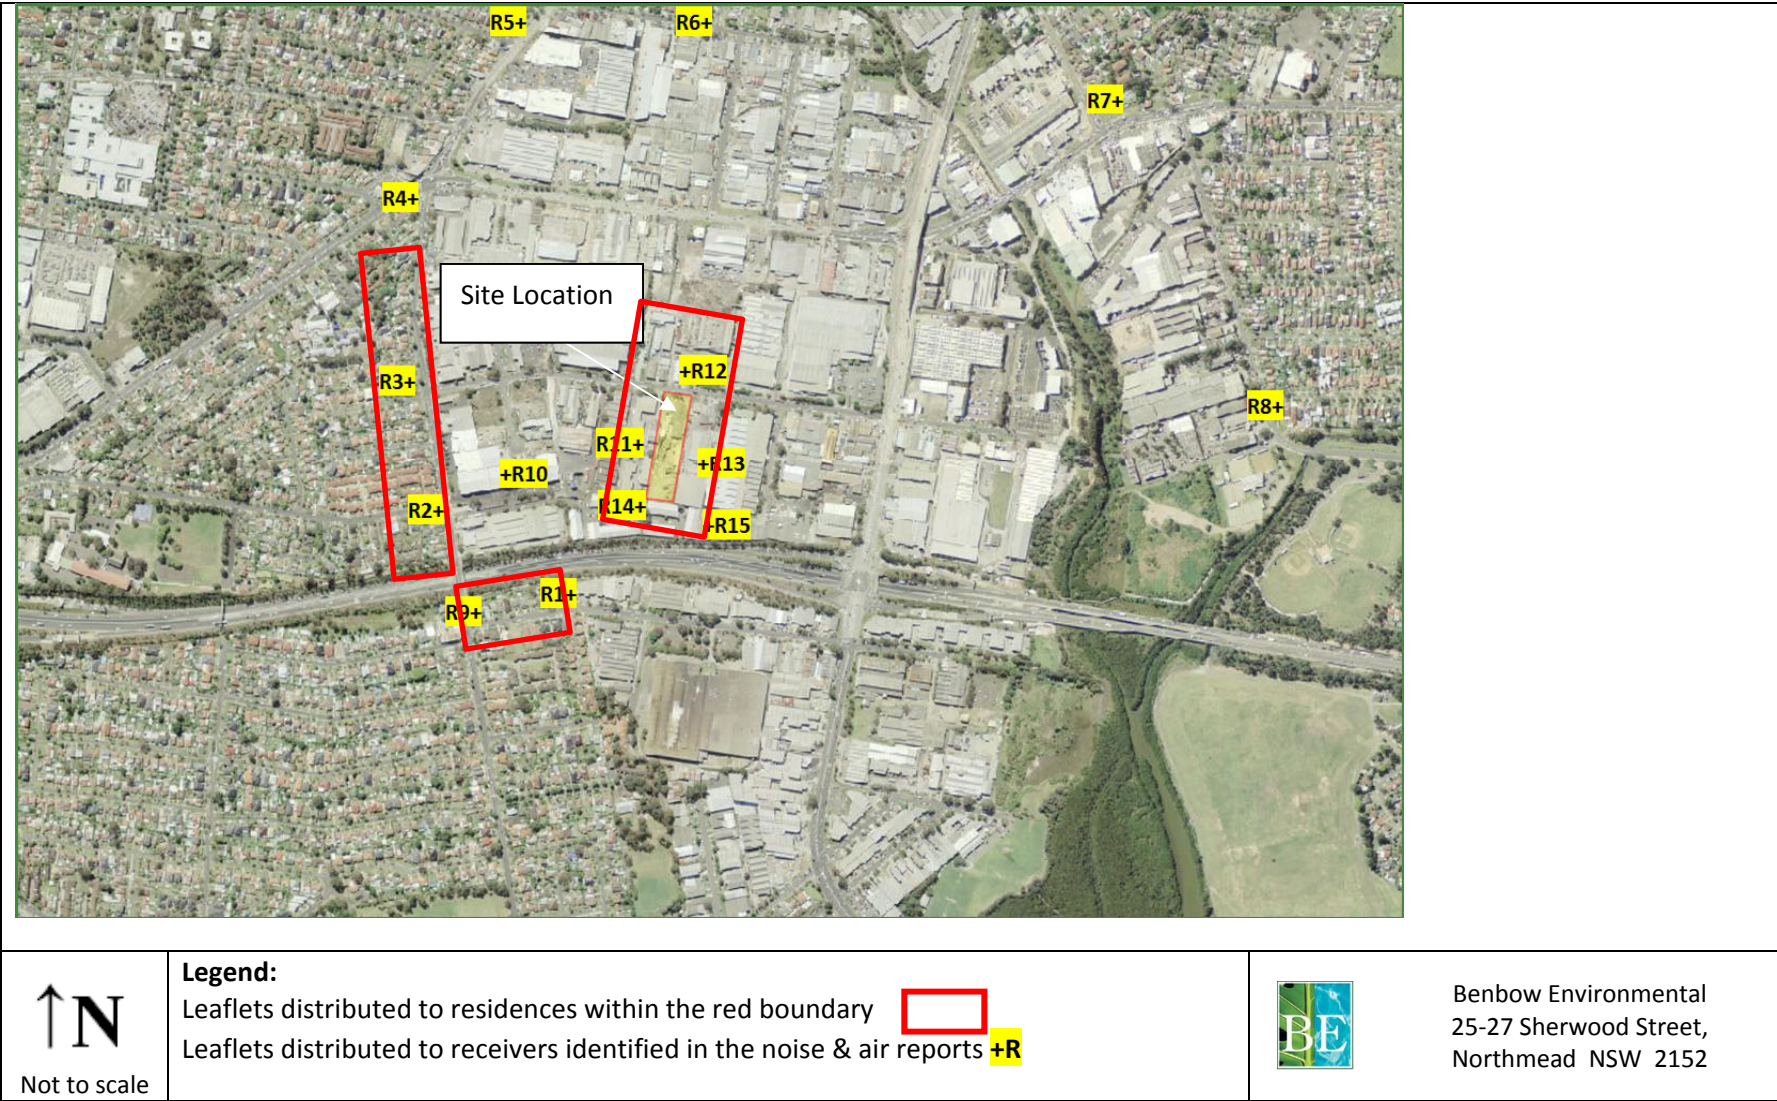 R5+
R6+
R7+
R4+
Site Location
R3+
+R12
R8+
R11+
+R13
+R10
R2+
R14+
+R15
R1+
R9+
↑N
Not to scale
Legend:
Leaflets distributed to residences within the red boundary
Leaflets distributed to receivers identified in the noise & air reports +R
BE
Benbow Environmental
25-27 Sherwood Street,
Northmead NSW 2152